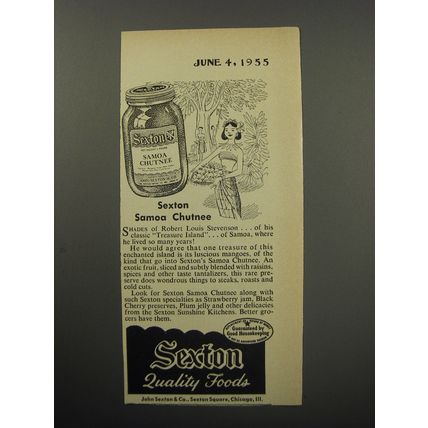 JUNE 4, 1955
Sexton
SAMOA
CHUTNEE
Sexton
Samoa Chutnee
SHADES of Robert Louis Stevenson . . . of his
classic "Treasure Island" . . . of Samoa, where
he lived so many years!
He would agree that one treasure of this
enchanted island is its luscious mangoes, of the
kind that go into Sexton's Samoa Chutnee. An
exotic fruit, sliced and subtly blended with raisins,
spices and other taste tantalizers, this rare pre-
serve does wondrous things to steaks, roasts and
cold cuts.
Look for Sexton Samoa Chutnee along with
such Sexton specialties as Strawberry jam, Black
Cherry preserves, Plum jelly and other delicacies
from the Sexton Sunshine Kitchens. Better gro-
cers have them.
Guaranteed by
Good Housekeeping
Sexton
Quality Foods
John Sexton & Co., Sexton Square, Chicago, Ill.